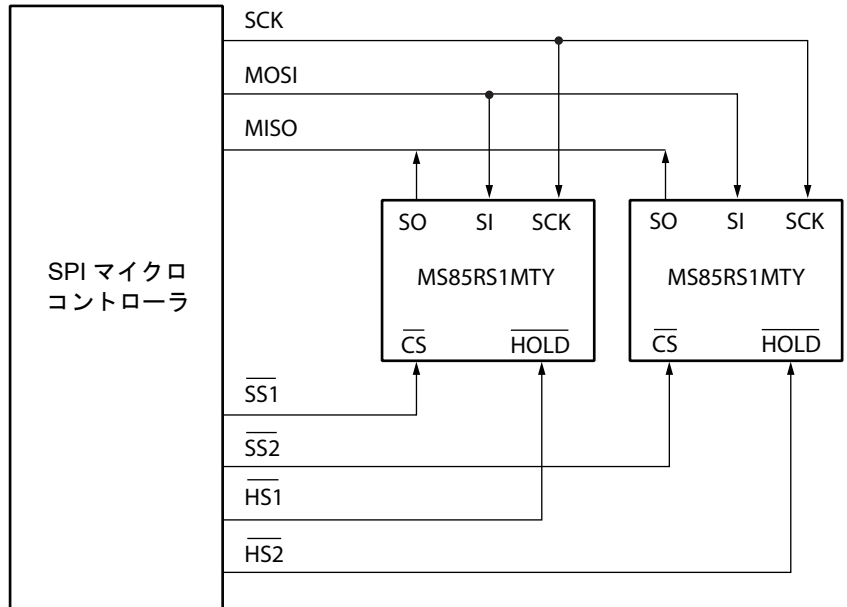 SCK
MOSI
MISO
SO SI SCK
MS85RS1MTY
CS HOLD
SO SI SCK
MS85RS1MTY
CS HOLD
SPI マイクロ
コントローラ
SS1
SS2
HS1
HS2